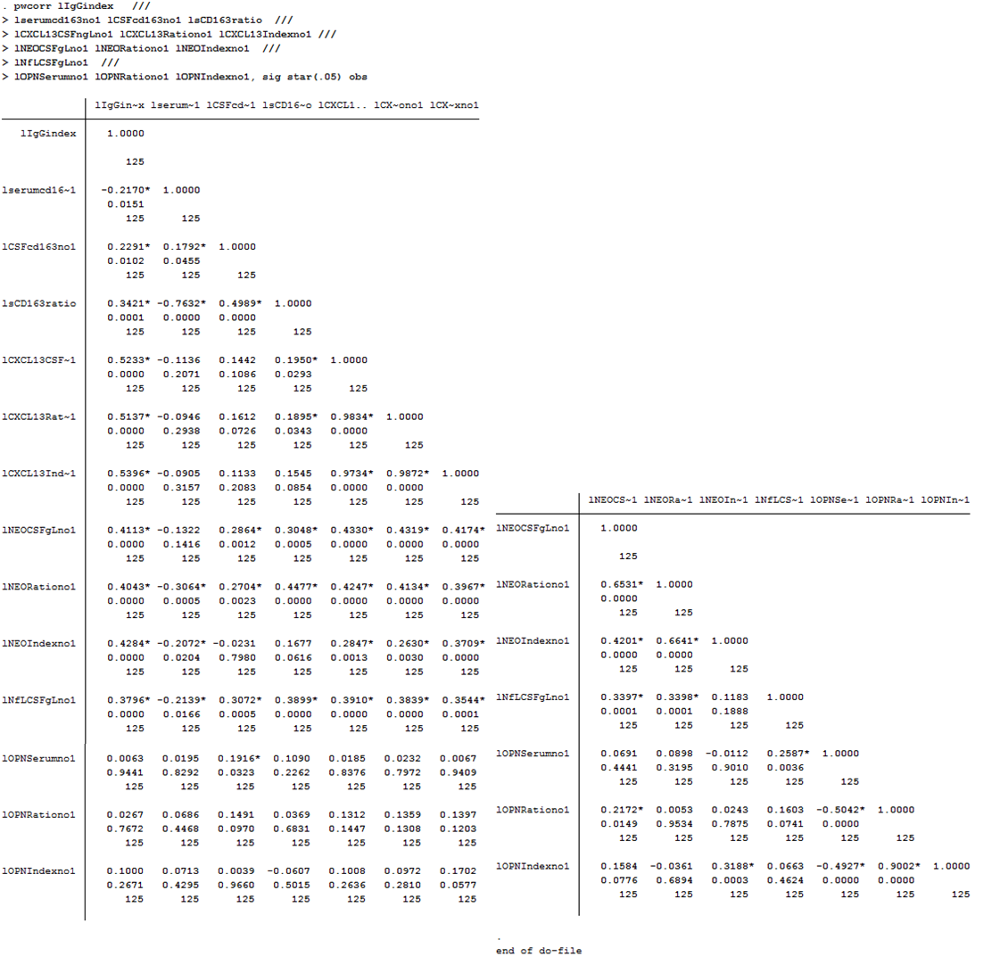 . pwcorr lIgGindex   ///
> lserumcd163no1 lCSFcd163no1 lsCD163ratio  ///
> lCXCL13CSFngLno1 lCXCL13Rationo1 lCXCL13Indexno1 ///
> lNEOCSFgLno1 lNEORationo1 lNEOIndexno1  ///
> lNfLCSFgLno1  ///
> lOPNSerumno1 lOPNRationo1 lOPNIndexno1, sig star(.05) obs
lIgGin~x lserum~1 lCSFcd~1 lsCD16~o lCXCL1.. lCX~ono1 lCX~xno1
lIgGindex 1.0000
125
lserumcd16~1 -0.2170* 1.0000
0.0151
125 125
lCSFcd163no1 0.2291* 0.1792* 1.0000
0.0102 0.0455
125 125 125
lsCD163ratio 0.3421* -0.7632* 0.4989* 1.0000
0.0001 0.0000 0.0000
125 125 125 125
lCXCL13CSF~1 0.5233* -0.1136 0.1442 0.1950* 1.0000
0.0000 0.2071 0.1086 0.0293
125 125 125 125 125
lCXCL13Rat~1 0.5137* -0.0946 0.1612 0.1895* 0.9834* 1.0000
0.0000 0.2938 0.0726 0.0343 0.0000
125 125 125 125 125 125
lCXCL13Ind~1 0.5396* -0.0905 0.1133 0.1545 0.9734* 0.9872* 1.0000
0.0000 0.3157 0.2083 0.0854 0.0000 0.0000
125 125 125 125 125 125 125
lNEOCSFgLno1 0.4113* -0.1322 0.2864* 0.3048* 0.4330* 0.4319* 0.4174*
0.0000 0.1416 0.0012 0.0005 0.0000 0.0000 0.0000
125 125 125 125 125 125 125
lNEORationo1 0.4043* -0.3064* 0.2704* 0.4477* 0.4247* 0.4134* 0.3967*
0.0000 0.0005 0.0023 0.0000 0.0000 0.0000 0.0000
125 125 125 125 125 125 125
lNEOIndexno1 0.4284* -0.2072* -0.0231 0.1677 0.2847* 0.2630* 0.3709*
0.0000 0.0204 0.7980 0.0616 0.0013 0.0030 0.0000
125 125 125 125 125 125 125
lNfLCSFgLno1 0.3796* -0.2139* 0.3072* 0.3899* 0.3910* 0.3839* 0.3544*
0.0000 0.0166 0.0005 0.0000 0.0000 0.0000 0.0001
125 125 125 125 125 125 125
lOPNSerumno1 0.0063 0.0195 0.1916* 0.1090 0.0185 0.0232 0.0067
0.9441 0.8292 0.0323 0.2262 0.8376 0.7972 0.9409
125 125 125 125 125 125 125
lOPNRationo1 0.0267 0.0686 0.1491 0.0369 0.1312 0.1359 0.1397
0.7672 0.4468 0.0970 0.6831 0.1447 0.1308 0.1203
125 125 125 125 125 125 125
lOPNIndexno1 0.1000 0.0713 0.0039 -0.0607 0.1008 0.0972 0.1702
0.2671 0.4295 0.9660 0.5015 0.2636 0.2810 0.0577
125 125 125 125 125 125 125
lNEOCS~1 lNEORa~1 lNEOIn~1 lNfLCS~1 lOPNSe~1 lOPNRa~1 lOPNIn~1
lNEOCSFgLno1 1.0000
125
lNEORationo1 0.6531* 1.0000
0.0000
125 125
lNEOIndexno1 0.4201* 0.6641* 1.0000
0.0000 0.0000
125 125 125
lNfLCSFgLno1 0.3397* 0.3398* 0.1183 1.0000
0.0001 0.0001 0.1888
125 125 125 125
lOPNSerumno1 0.0691 0.0898 -0.0112 0.2587* 1.0000
0.4441 0.3195 0.9010 0.0036
125 125 125 125 125
lOPNRationo1 0.2172* 0.0053 0.0243 0.1603 -0.5042* 1.0000
0.0149 0.9534 0.7875 0.0741 0.0000
125 125 125 125 125 125
lOPNIndexno1 0.1584 -0.0361 0.3188* 0.0663 -0.4927* 0.9002* 1.0000
0.0776 0.6894 0.0003 0.4624 0.0000 0.0000
125 125 125 125 125 125 125
.
end of do-file